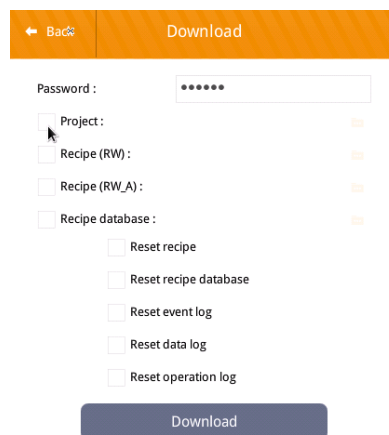 Back
Download
Password : ●●●●●●
Project :
Recipe (RW) :
Recipe (RW_A) :
Recipe database :
Reset recipe
Reset recipe database
Reset event log
Reset data log
Reset operation log
Download